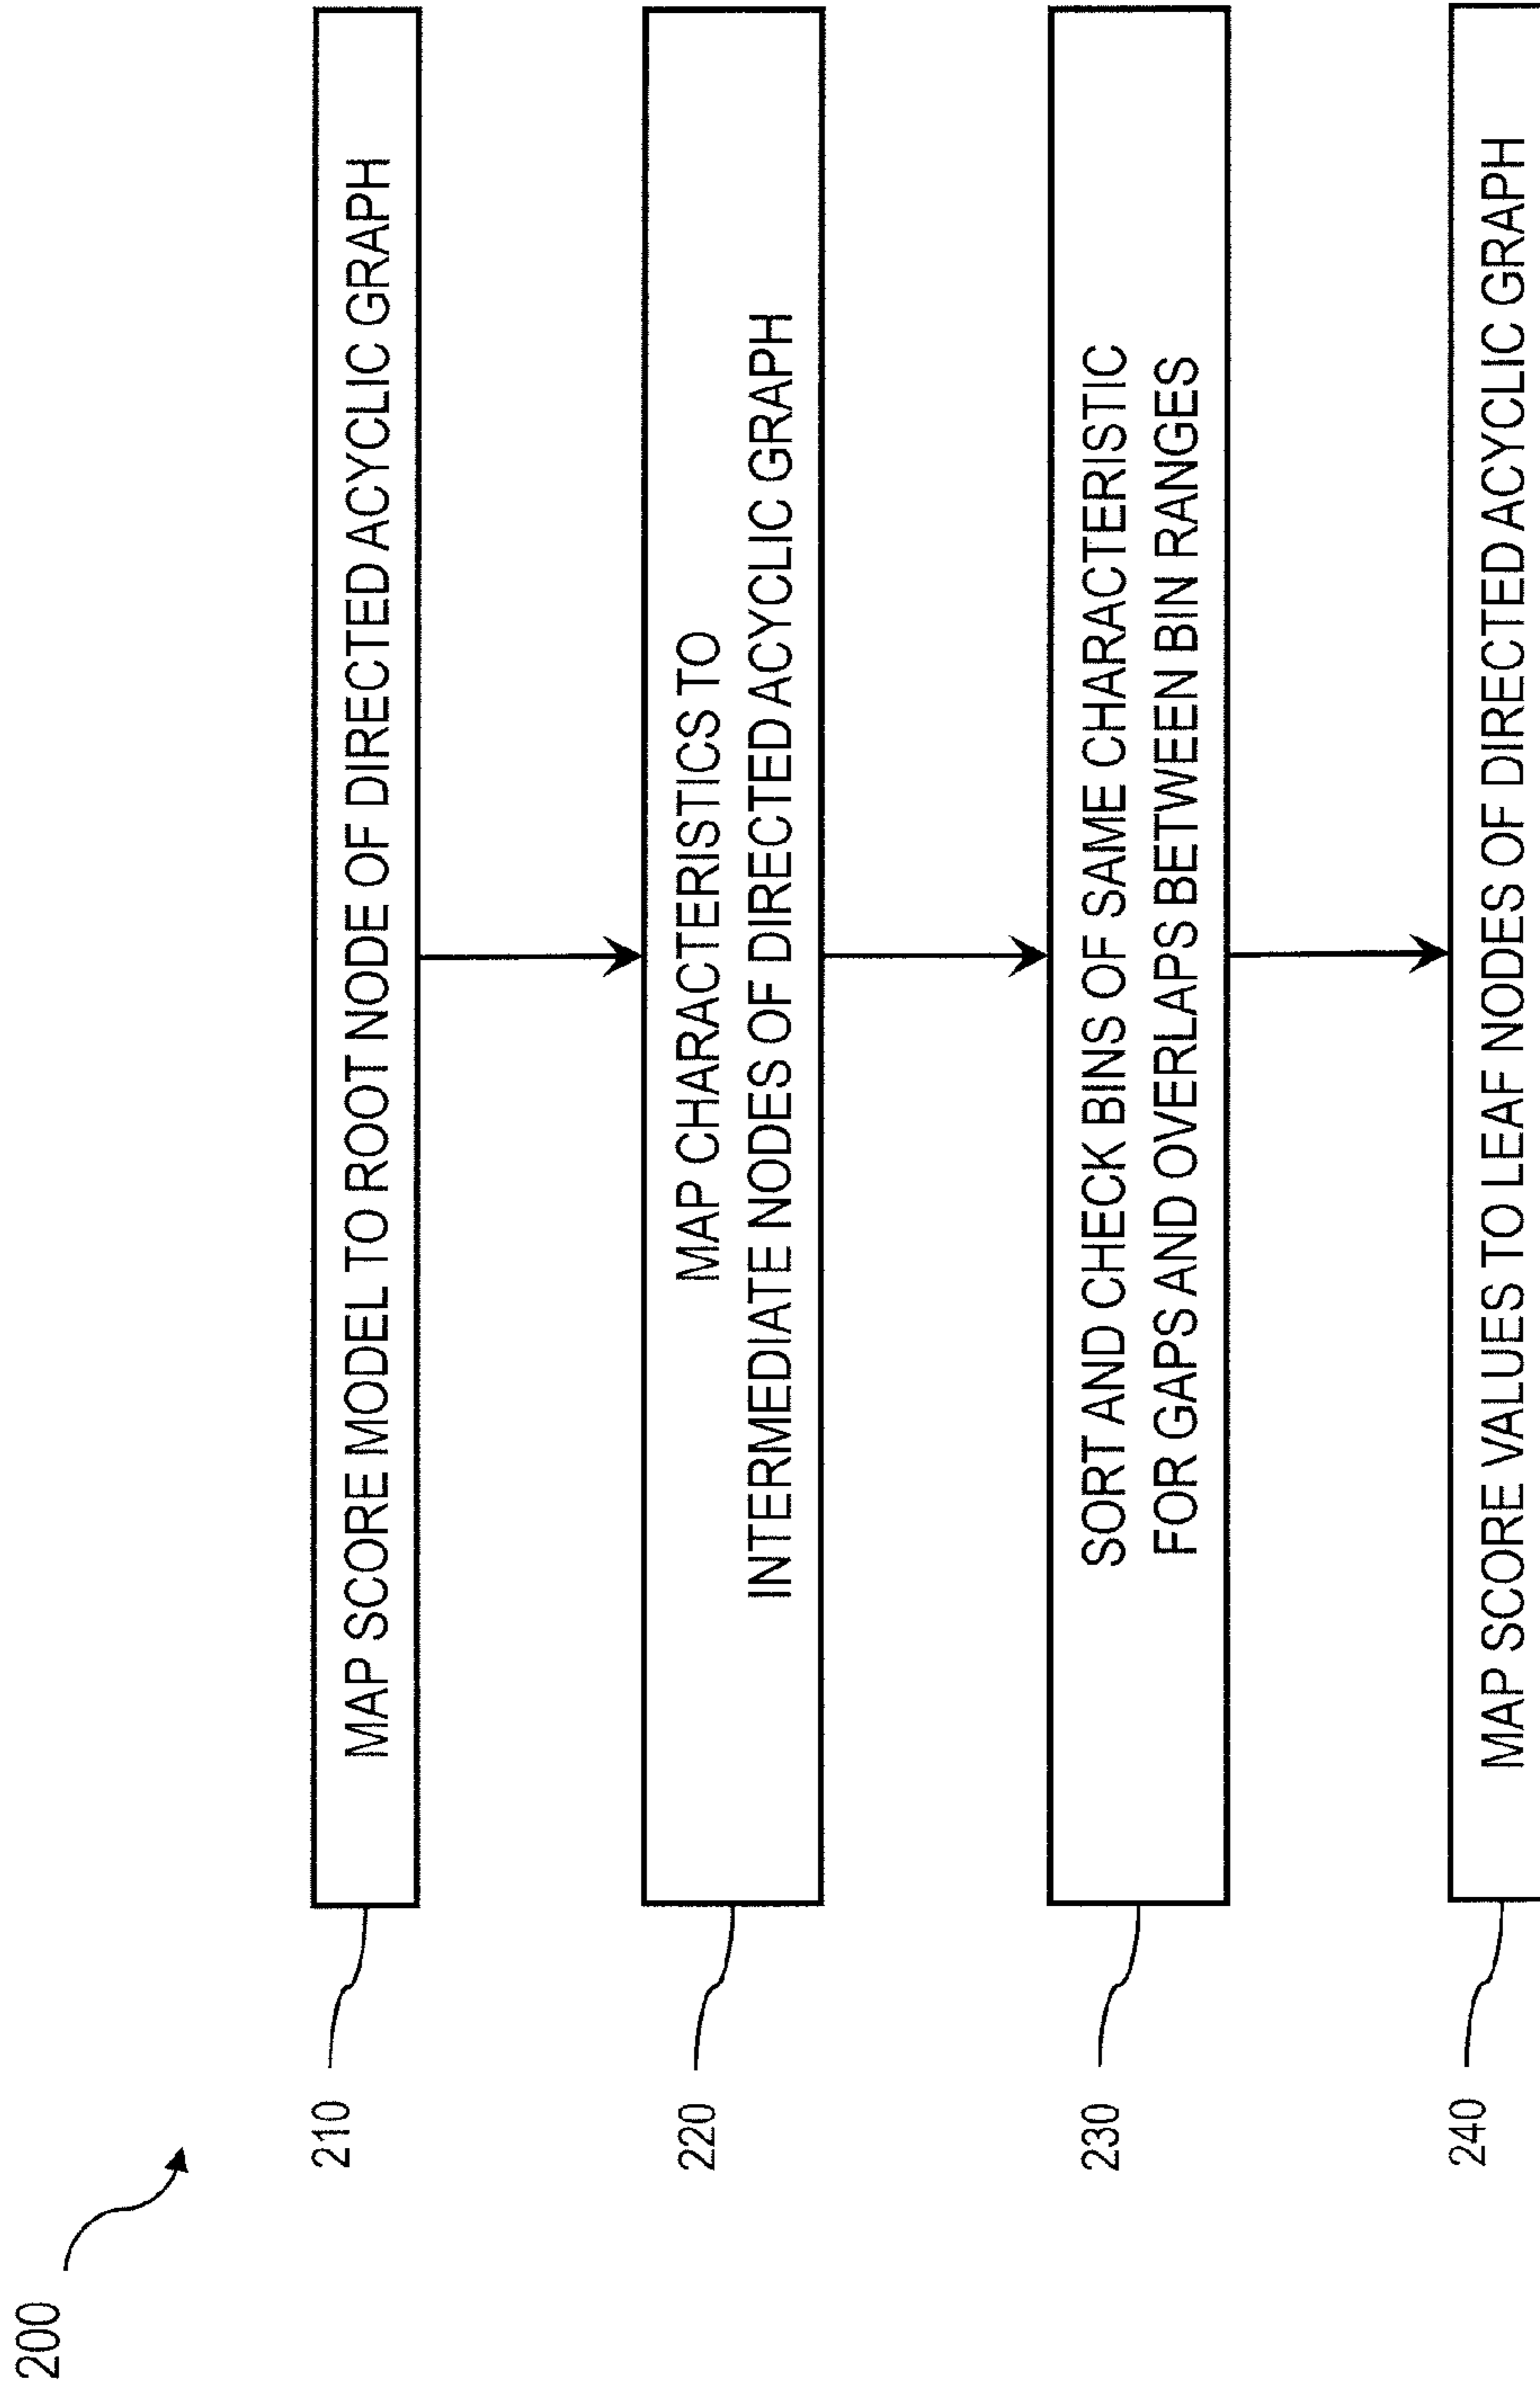 200
210
MAP SCORE MODEL TO ROOT NODE OF DIRECTED ACYCLIC GRAPH
220
MAP CHARACTERISTICS TO
INTERMEDIATE NODES OF DIRECTED ACYCLIC GRAPH
230
SORT AND CHECK BINS OF SAME CHARACTERISTIC
FOR GAPS AND OVERLAPS BETWEEN BIN RANGES
240
MAP SCORE VALUES TO LEAF NODES OF DIRECTED ACYCLIC GRAPH